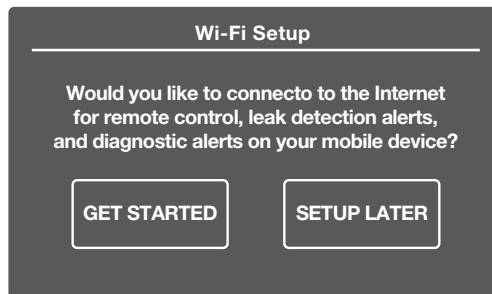 Wi-Fi Setup
Would you like to connecto to the Internet
for remote control, leak detection alerts,
and diagnostic alerts on your mobile device?
GET STARTED
SETUP LATER